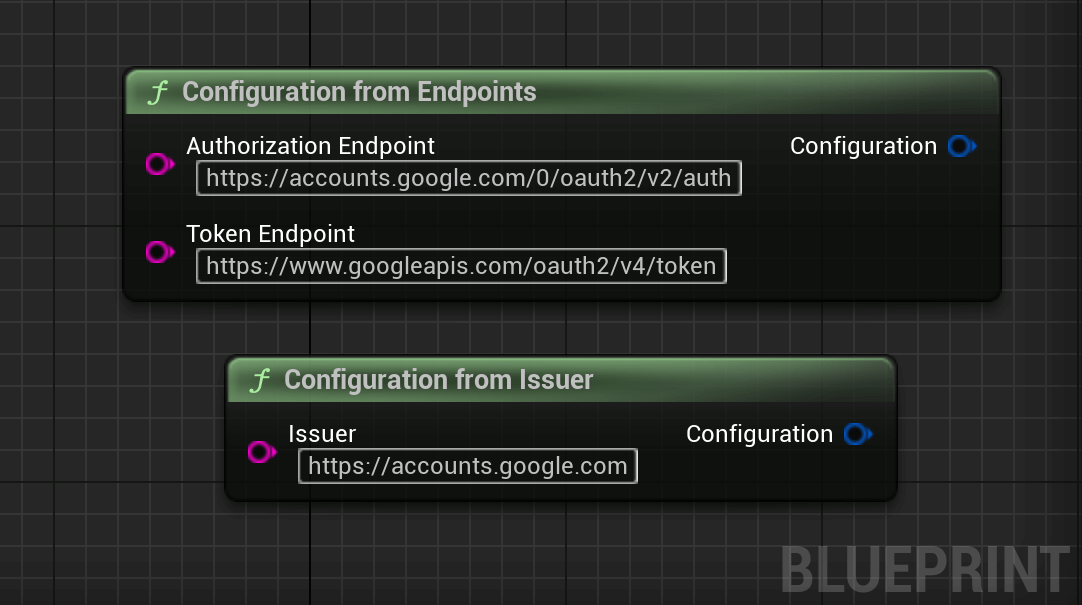 f Configuration from Endpoints
Authorization Endpoint
Configuration
https://accounts.google.com/0/oauth2/v2/auth
Token Endpoint
https://www.googleapis.com/oauth2/v4/token
f Configuration from Issuer
Issuer
Configuration
https://accounts.google.com
BLUEPRINT